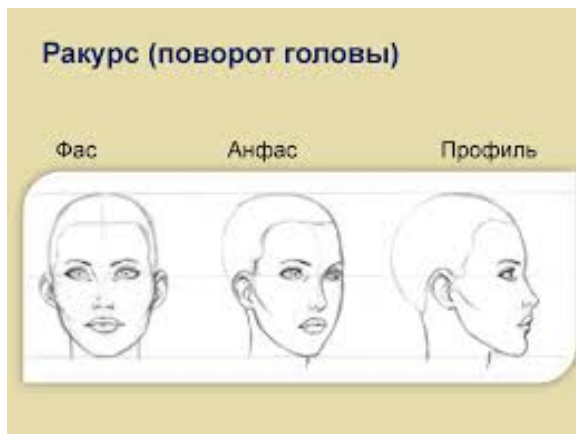 Ракурс (поворот головы)
Фас
Анфас
Профиль